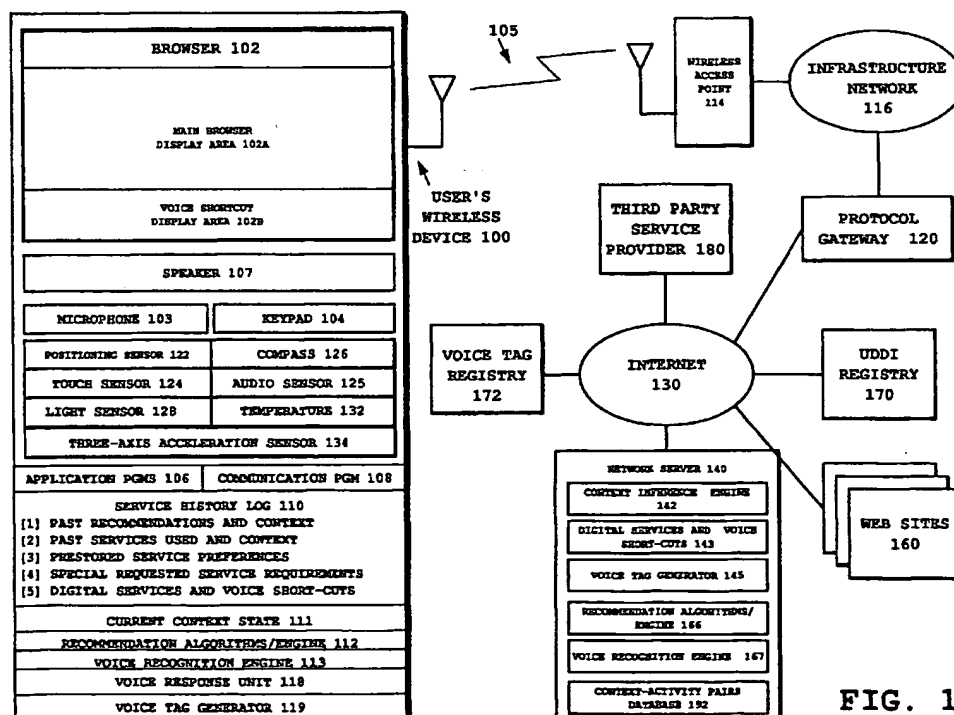 BROWSER 102
MAIN BROWSER
DISPLAY AREA 102A
VOICE SHORTCUT
DISPLAY AREA 102B
SPEAKER 107
MICROPHONE 103
KEYPAD 104
POSITIONING SENSOR 122
COMPASS 126
TOUCH SENSOR 124
AUDIO SENSOR 125
LIGHT SENSOR 128
TEMPERATURE 132
THREE-AXIS ACCELERATION SENSOR 134
APPLICATION PGMS 106
COMMUNICATION PGM 108
SERVICE HISTORY LOG 110
[1] PAST RECOMMENDATIONS AND CONTEXT
[2] PAST SERVICES USED AND CONTEXT
[3] PRESTORED SERVICE PREFERENCES
[4] SPECIAL REQUESTED SERVICE REQUIREMENTS
[5] DIGITAL SERVICES AND VOICE SHORT-CUTS
CURRENT CONTEXT STATE 111
RECOMMENDATION ALGORITHMS/ENGINE 112
VOICE RECOGNITION ENGINE 113
VOICE RESPONSE UNIT 118
VOICE TAG GENERATOR 119
105
USER'S
WIRELESS
DEVICE 100
WIRELESS
ACCESS
POINT
114
INFRASTRUCTURE
NETWORK
116
THIRD PARTY
SERVICE
PROVIDER 180
PROTOCOL
GATEWAY 120
VOICE TAG
REGISTRY
172
INTERNET
130
UDDI
REGISTRY
170
NETWORK SERVER 140
CONTEXT INFERENCE ENGINE
142
DIGITAL SERVICES AND VOICE
SHORT-CUTS 143
VOICE TAG GENERATOR 145
RECOMMENDATION ALGORITHMS/
ENGINE 166
VOICE RECOGNITION ENGINE 167
CONTEXT-ACTIVITY PAIRS
DATABASE 192
WEB SITES
160
FIG. 1